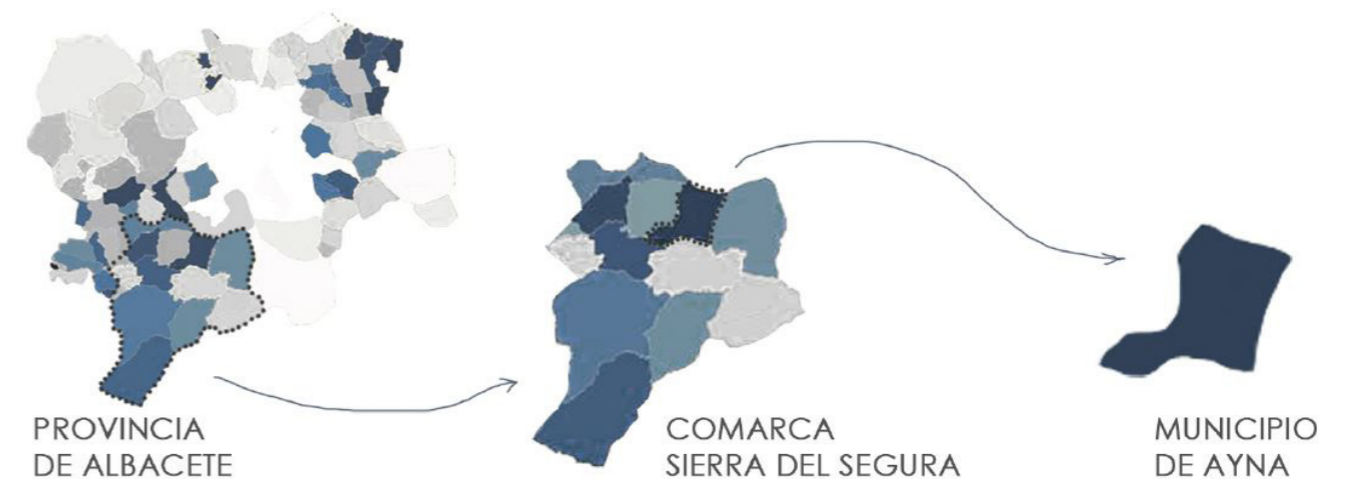 PROVINCIA
DE ALBACETE
COMARCA
SIERRA DEL SEGURA
MUNICIPIO
DE AYNA